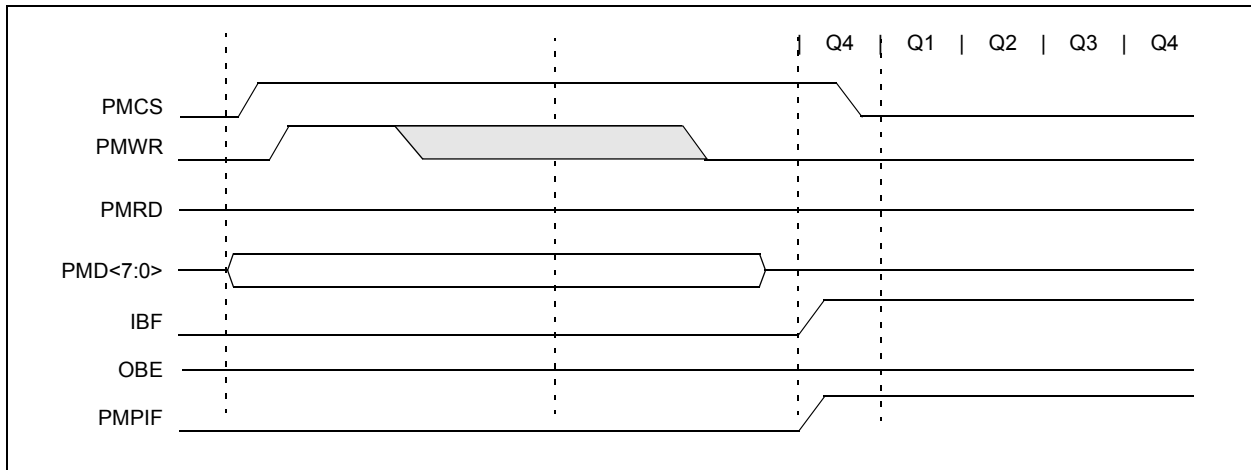 | Q4 | Q1 | Q2 | Q3 | Q4
PMCS
PMWR
PMRD
PMD<7:0>
IBF
OBE
PMPIF